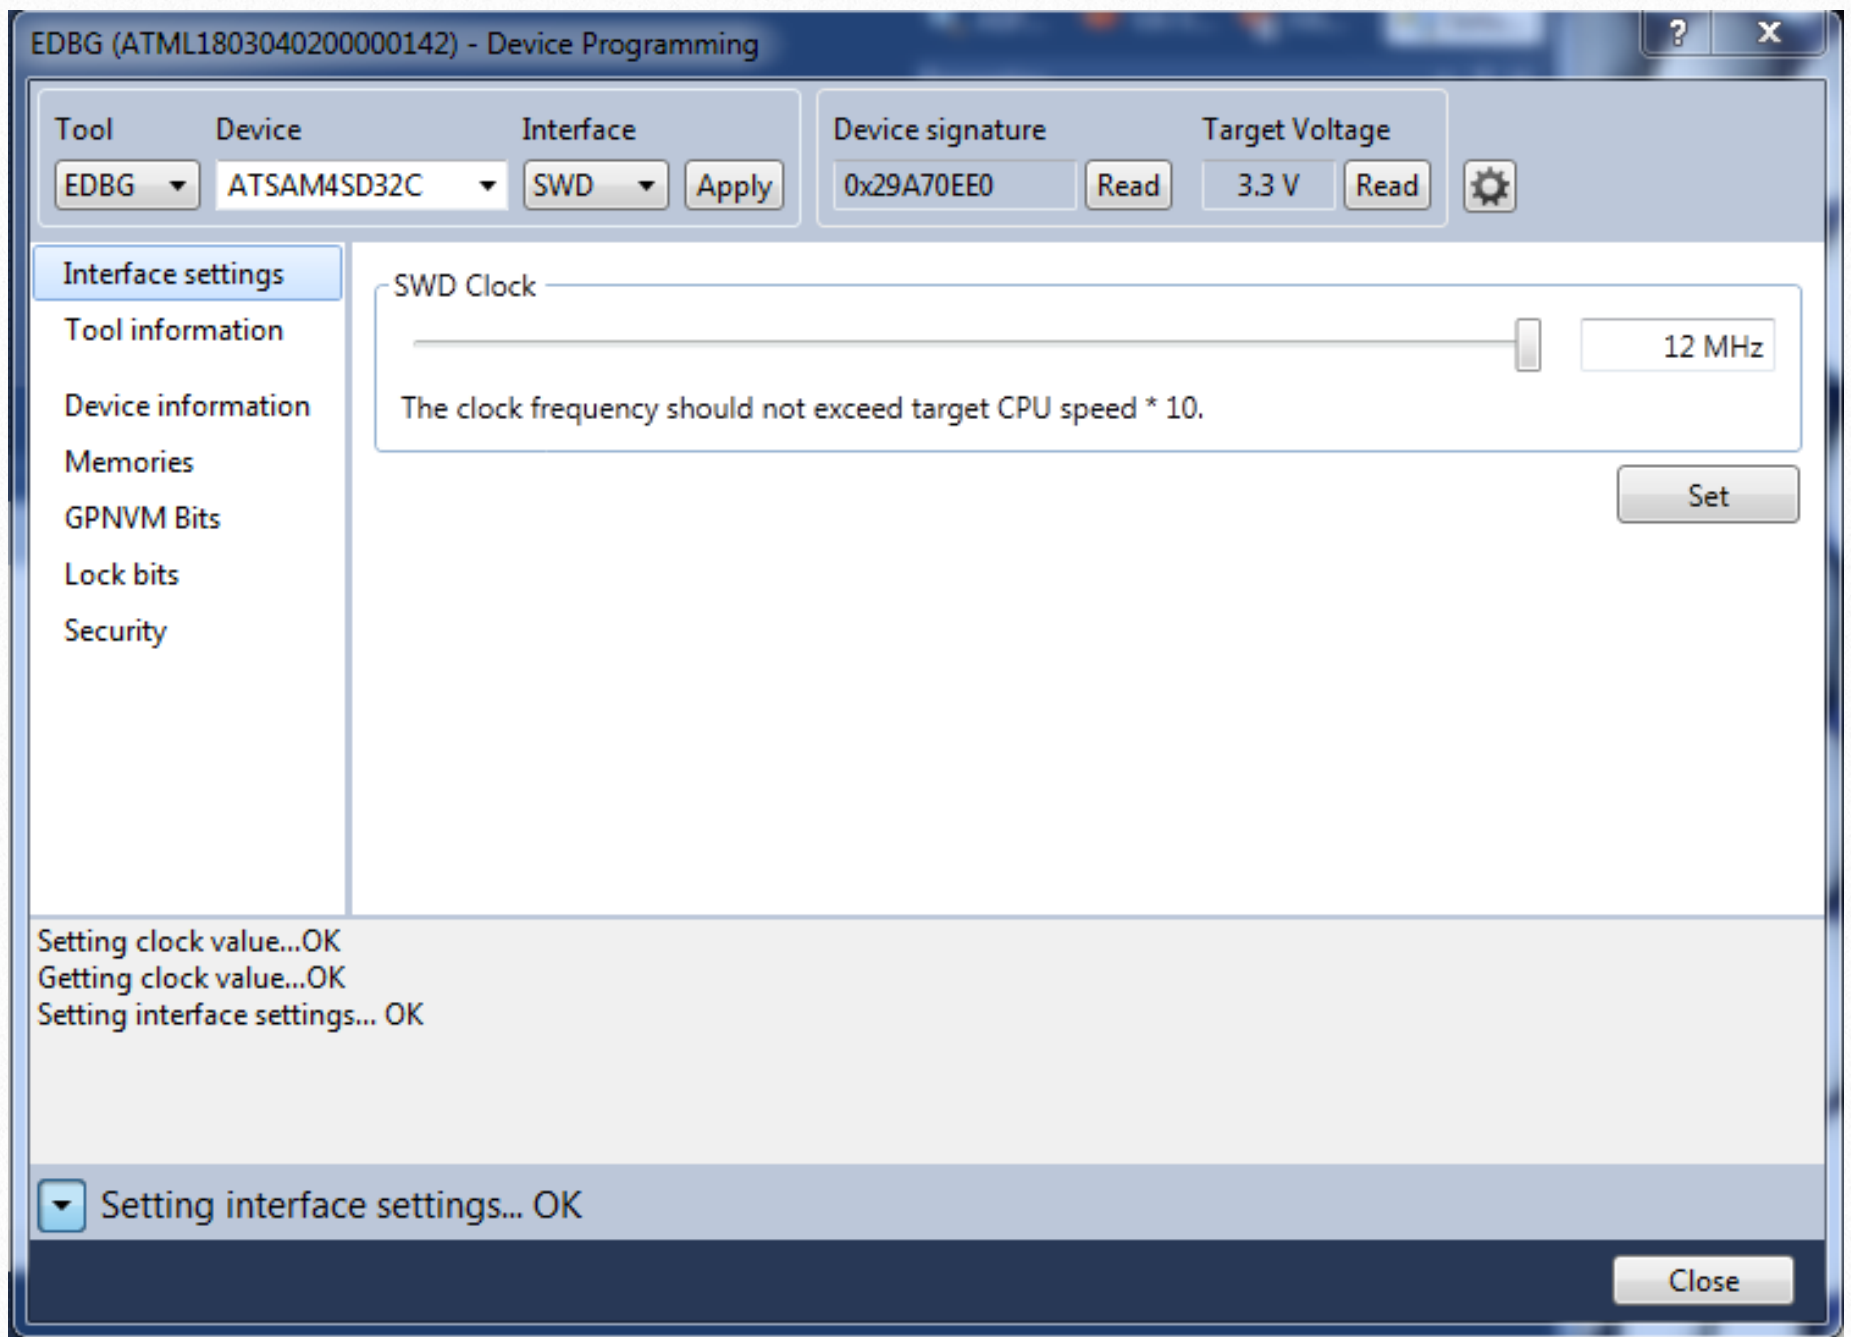 EDBG (ATML1803040200000142) - Device Programming
? x
Tool Device Interface Device signature Target Voltage
EDBG ATSAM4SD32C SWD Apply 0x29A70EE0 Read 3.3 V Read
Interface settings
Tool information
Device information
Memories
GPNVM Bits
Lock bits
Security
SWD Clock
12 MHz
The clock frequency should not exceed target CPU speed * 10.
Set
Setting clock value...OK
Getting clock value...OK
Setting interface settings... OK
Setting interface settings... OK
Close